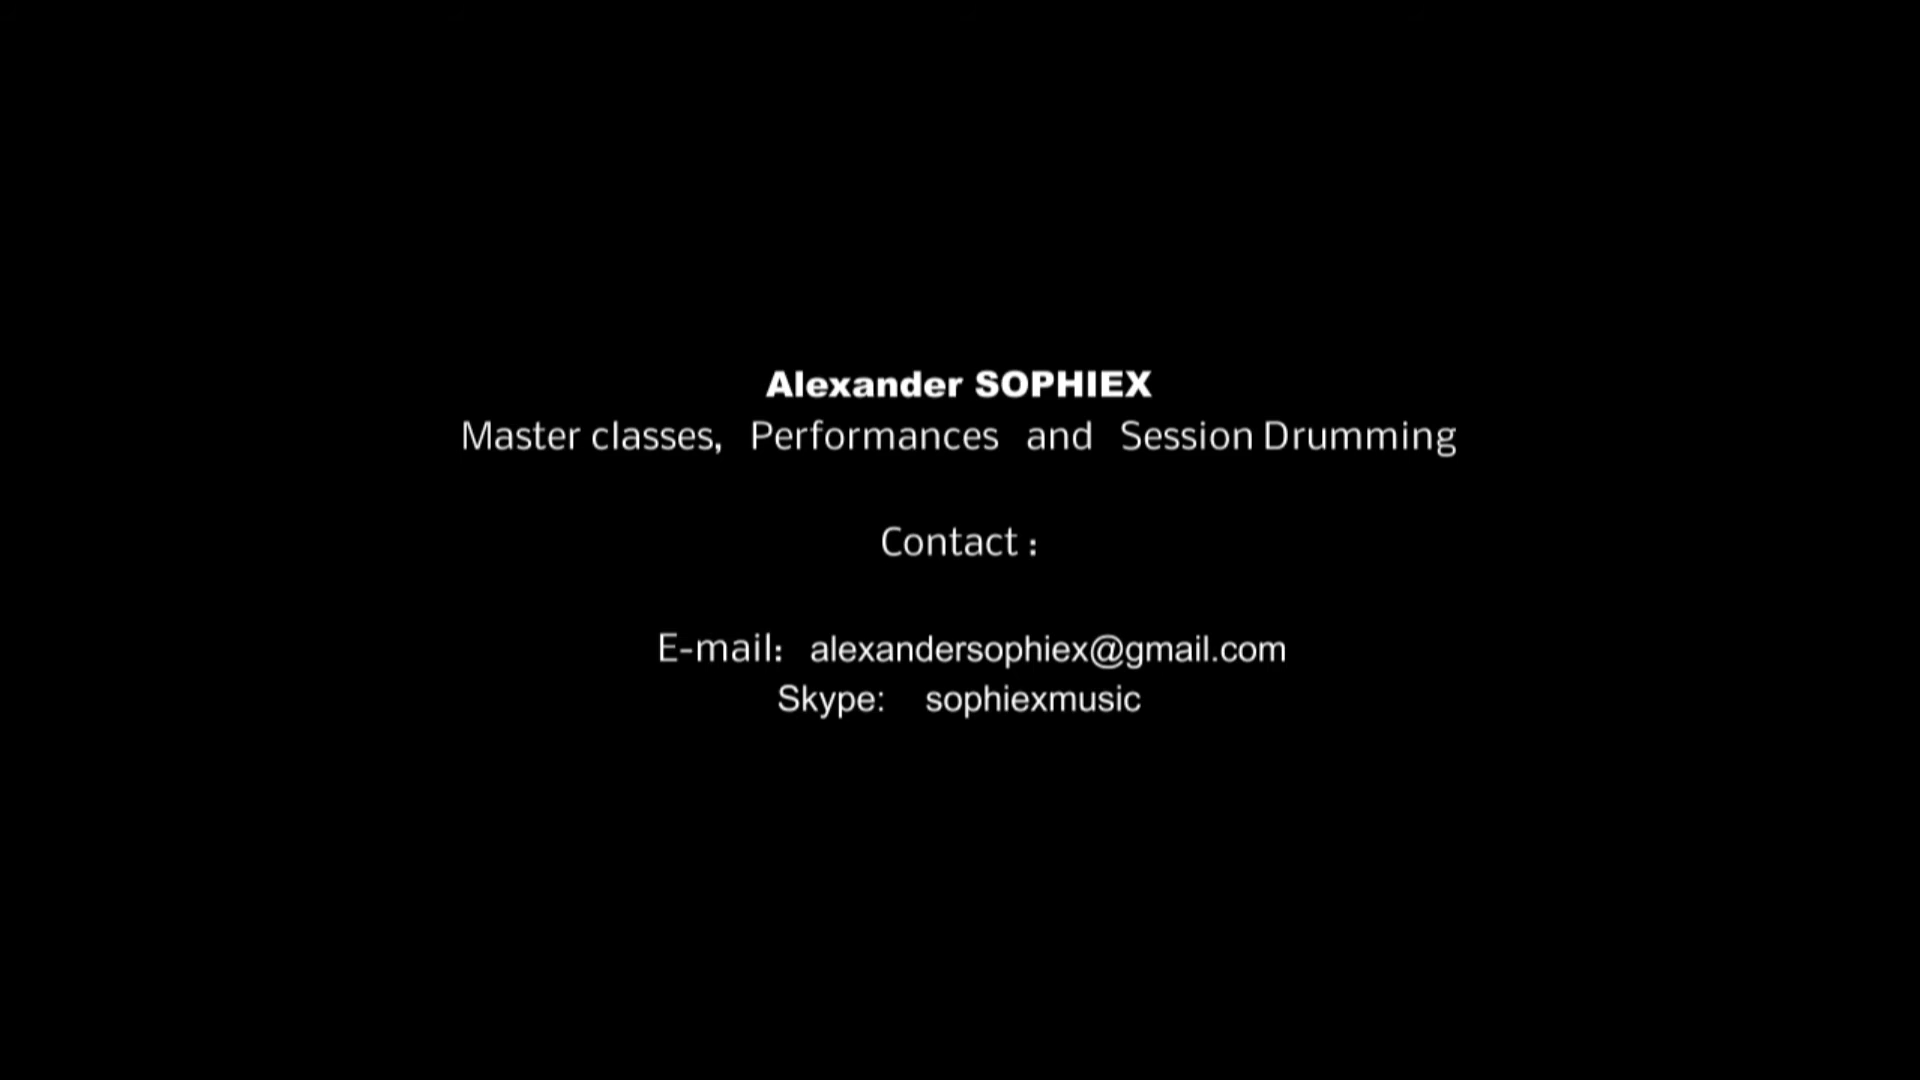 Alexander SOPHIEX
Master classes, Performances and Session Drumming
Contact :
E-mail: alexandersophiex@gmail.com
Skype: sophiexmusic